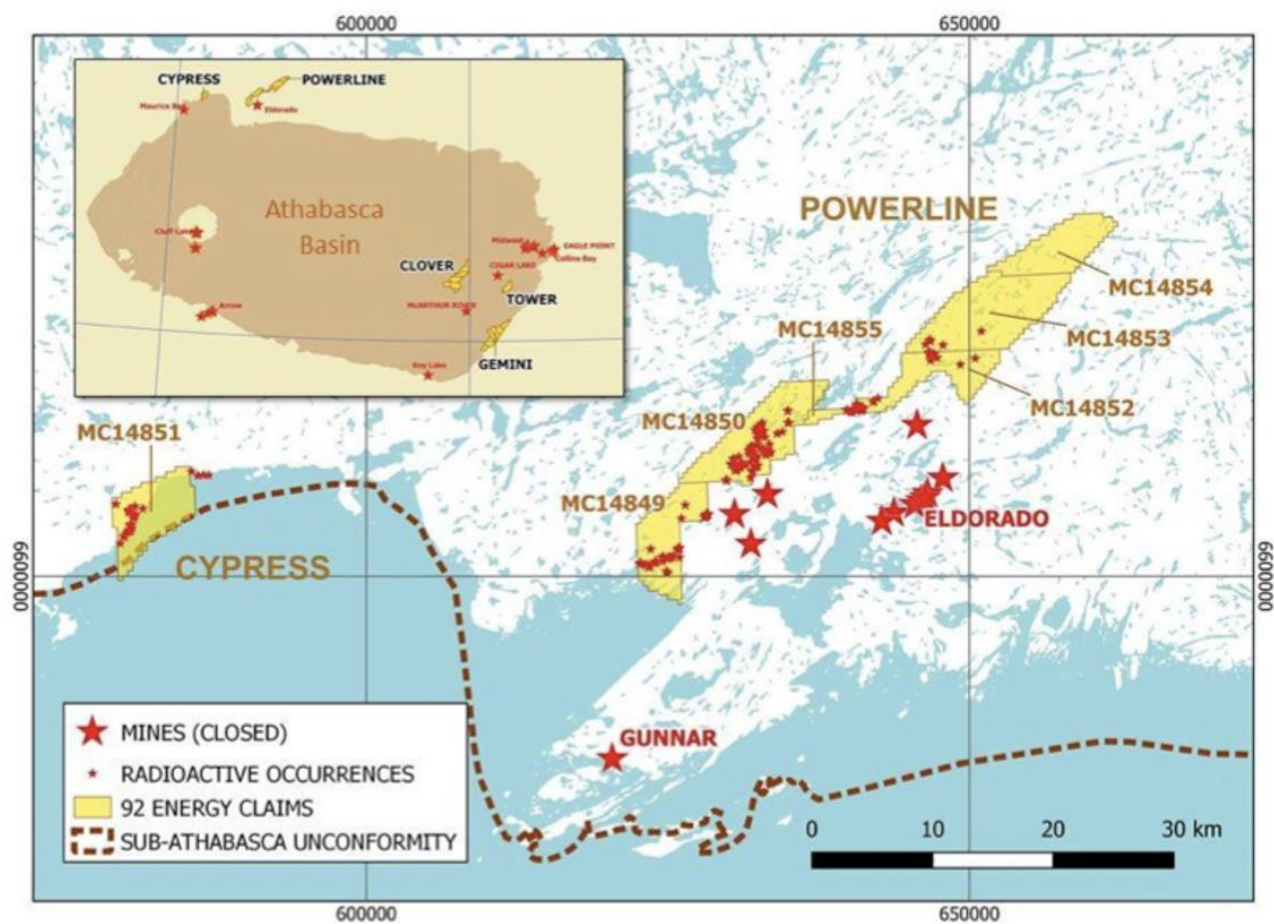 600000
650000
CYPRESS
POWERLINE
Maurice Bay
Eldorado
Athabasca
Basin
Cluff Lake
Midwest
EAGLE POINT
Collins Bay
CLOVER
CIGAR LAKE
TOWER
Arrow
McARTHUR RIVER
GEMINI
Key Lake
POWERLINE
MC14854
MC14855
MC14853
MC14852
MC14850
MC14851
MC14849
ELDORADO
CYPRESS
6600000
6600000
GUNNAR
MINES (CLOSED)
RADIOACTIVE OCCURRENCES
92 ENERGY CLAIMS
SUB-ATHABASCA UNCONFORMITY
0 10 20 30 km
600000
650000